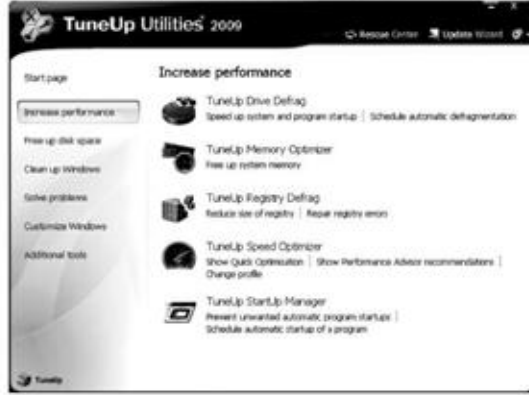 TuneUp Utilities 2009
Rescue Center Update Wizard
Start page
Increase performance
Free up disk space
Clean up Windows
Solve problems
Customize Windows
Additional tools
TuneUp
Increase performance
TuneUp Drive Defrag
Speed up system and program startup | Schedule automatic defragmentation
TuneUp Memory Optimizer
Free up system memory
TuneUp Registry Defrag
Reduce size of registry | Repair registry errors
TuneUp Speed Optimizer
Show Quick Optimization | Show Performance Advisor recommendations |
Change profile
TuneUp StartUp Manager
Prevent unwanted automatic program startups |
Schedule automatic startup of a program